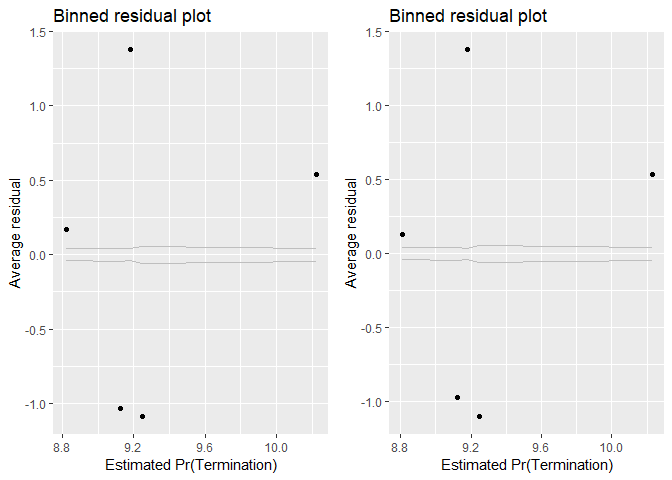 Binned residual plot
1.5
1.0
0.5
0.0
-0.5
-1.0
Average residual
8.8 9.2 9.6 10.0
Estimated Pr(Termination)
Binned residual plot
1.5
1.0
0.5
0.0
-0.5
-1.0
Average residual
8.8 9.2 9.6 10.0
Estimated Pr(Termination)